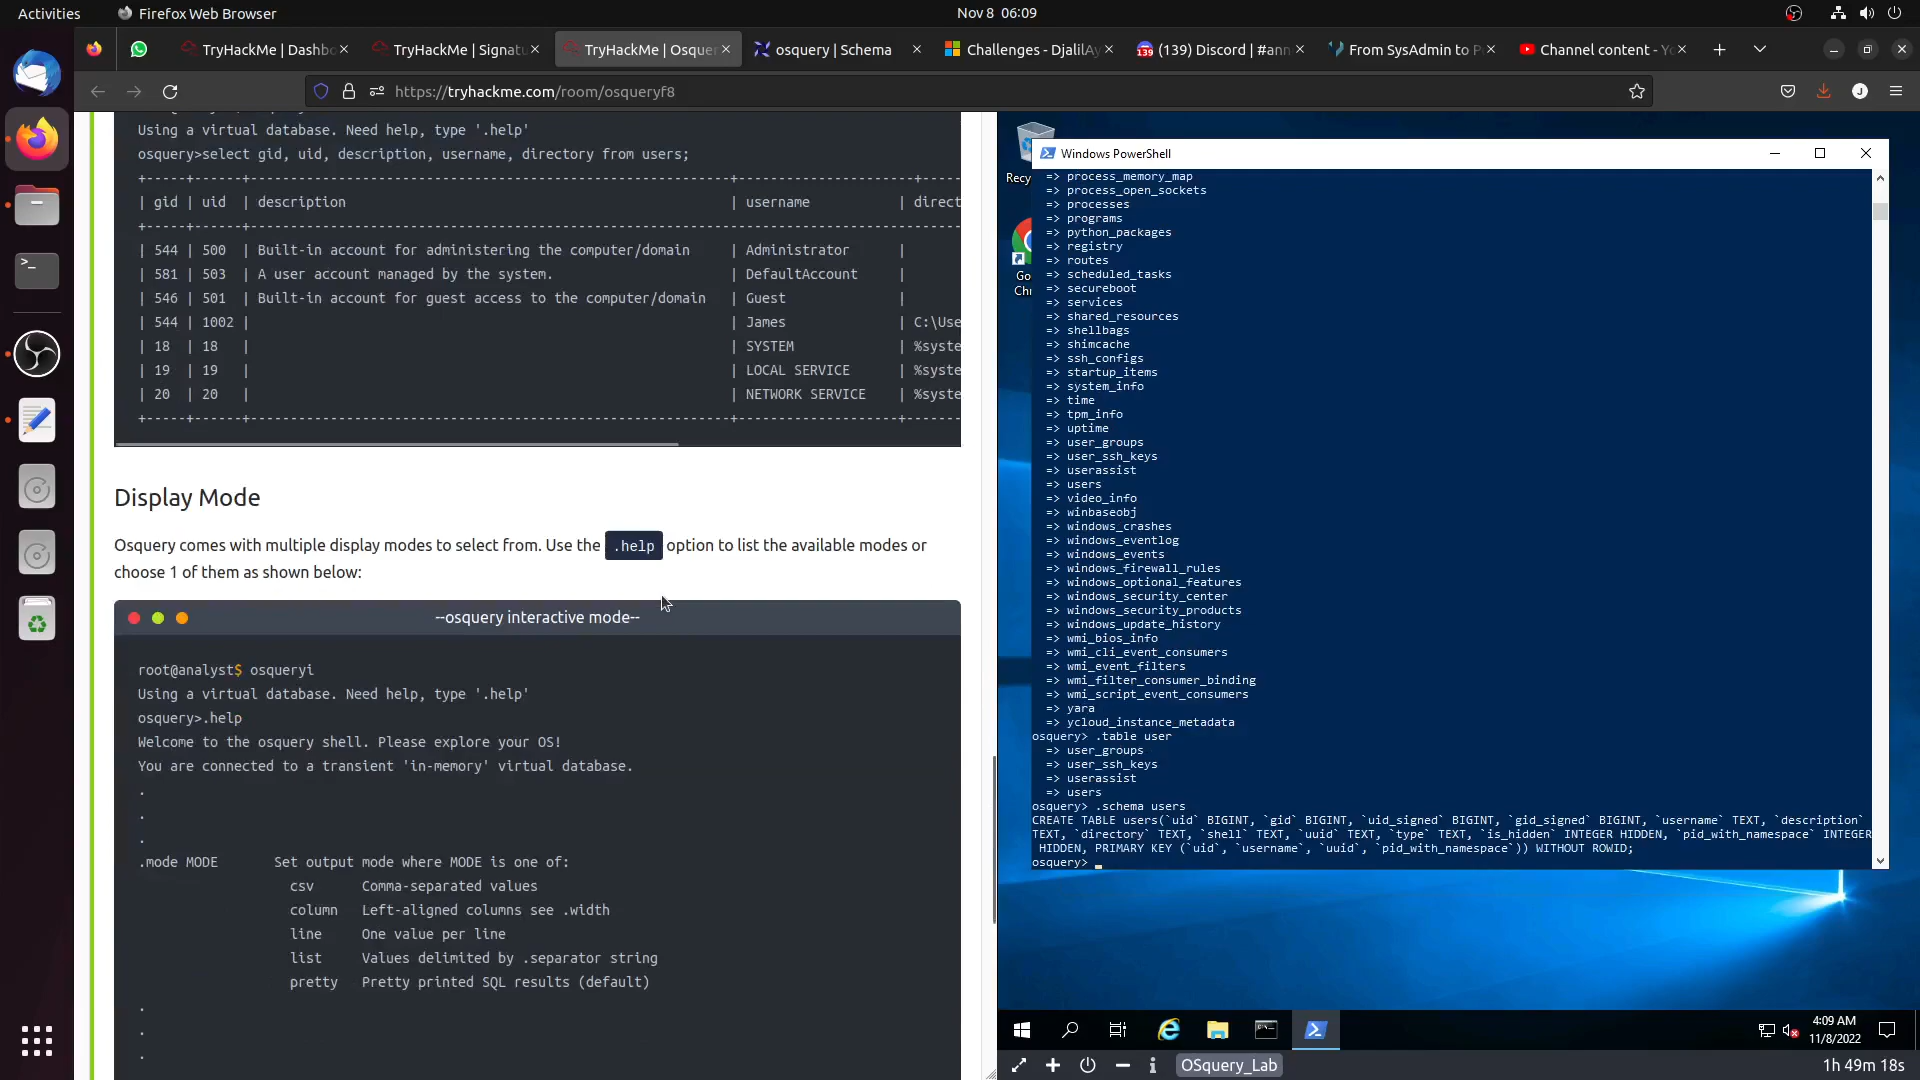 Activities
Firefox Web Browser
Nov 8 06:09
TryHackMe | Dashbo
TryHackMe | Signatu
TryHackMe | Osquer
osquery | Schema
Challenges - DjalilAy
(139) Discord | #ann
From SysAdmin to P
Channel content - Yo
https://tryhackme.com/room/osqueryf8
Using a virtual database. Need help, type '.help'
osquery>select gid, uid, description, username, directory from users;
+-----+------+------------------------------------------------------------+--------------------+------
| gid | uid | description | username | direct
+-----+------+------------------------------------------------------------+--------------------+------
| 544 | 500 | Built-in account for administering the computer/domain | Administrator |
| 581 | 503 | A user account managed by the system. | DefaultAccount |
| 546 | 501 | Built-in account for guest access to the computer/domain | Guest |
| 544 | 1002 | | James | C:\Use
| 18 | 18 | | SYSTEM | %syste
| 19 | 19 | | LOCAL SERVICE | %syste
| 20 | 20 | | NETWORK SERVICE | %syste
+-----+------+------------------------------------------------------------+--------------------+------
Display Mode
Osquery comes with multiple display modes to select from. Use the .help option to list the available modes or
choose 1 of them as shown below:
--osquery interactive mode--
root@analyst$ osqueryi
Using a virtual database. Need help, type '.help'
osquery>.help
Welcome to the osquery shell. Please explore your OS!
You are connected to a transient 'in-memory' virtual database.
.
.
.
.mode MODE Set output mode where MODE is one of:
csv Comma-separated values
column Left-aligned columns see .width
line One value per line
list Values delimited by .separator string
pretty Pretty printed SQL results (default)
.
.
.
Recy
Go
Chr
Windows PowerShell
=> process_memory_map
=> process_open_sockets
=> processes
=> programs
=> python_packages
=> registry
=> routes
=> scheduled_tasks
=> secureboot
=> services
=> shared_resources
=> shellbags
=> shimcache
=> ssh_configs
=> startup_items
=> system_info
=> time
=> tpm_info
=> uptime
=> user_groups
=> user_ssh_keys
=> userassist
=> users
=> video_info
=> winbaseobj
=> windows_crashes
=> windows_eventlog
=> windows_events
=> windows_firewall_rules
=> windows_optional_features
=> windows_security_center
=> windows_security_products
=> windows_update_history
=> wmi_bios_info
=> wmi_cli_event_consumers
=> wmi_event_filters
=> wmi_filter_consumer_binding
=> wmi_script_event_consumers
=> yara
=> ycloud_instance_metadata
osquery> .table user
=> user_groups
=> user_ssh_keys
=> userassist
=> users
osquery> .schema users
CREATE TABLE users(`uid` BIGINT, `gid` BIGINT, `uid_signed` BIGINT, `gid_signed` BIGINT, `username` TEXT, `description`
TEXT, `directory` TEXT, `shell` TEXT, `uuid` TEXT, `type` TEXT, `is_hidden` INTEGER HIDDEN, `pid_with_namespace` INTEGER
HIDDEN, PRIMARY KEY (`uid`, `username`, `uuid`, `pid_with_namespace`)) WITHOUT ROWID;
osquery> _
4:09 AM
11/8/2022
OSquery_Lab
1h 49m 18s